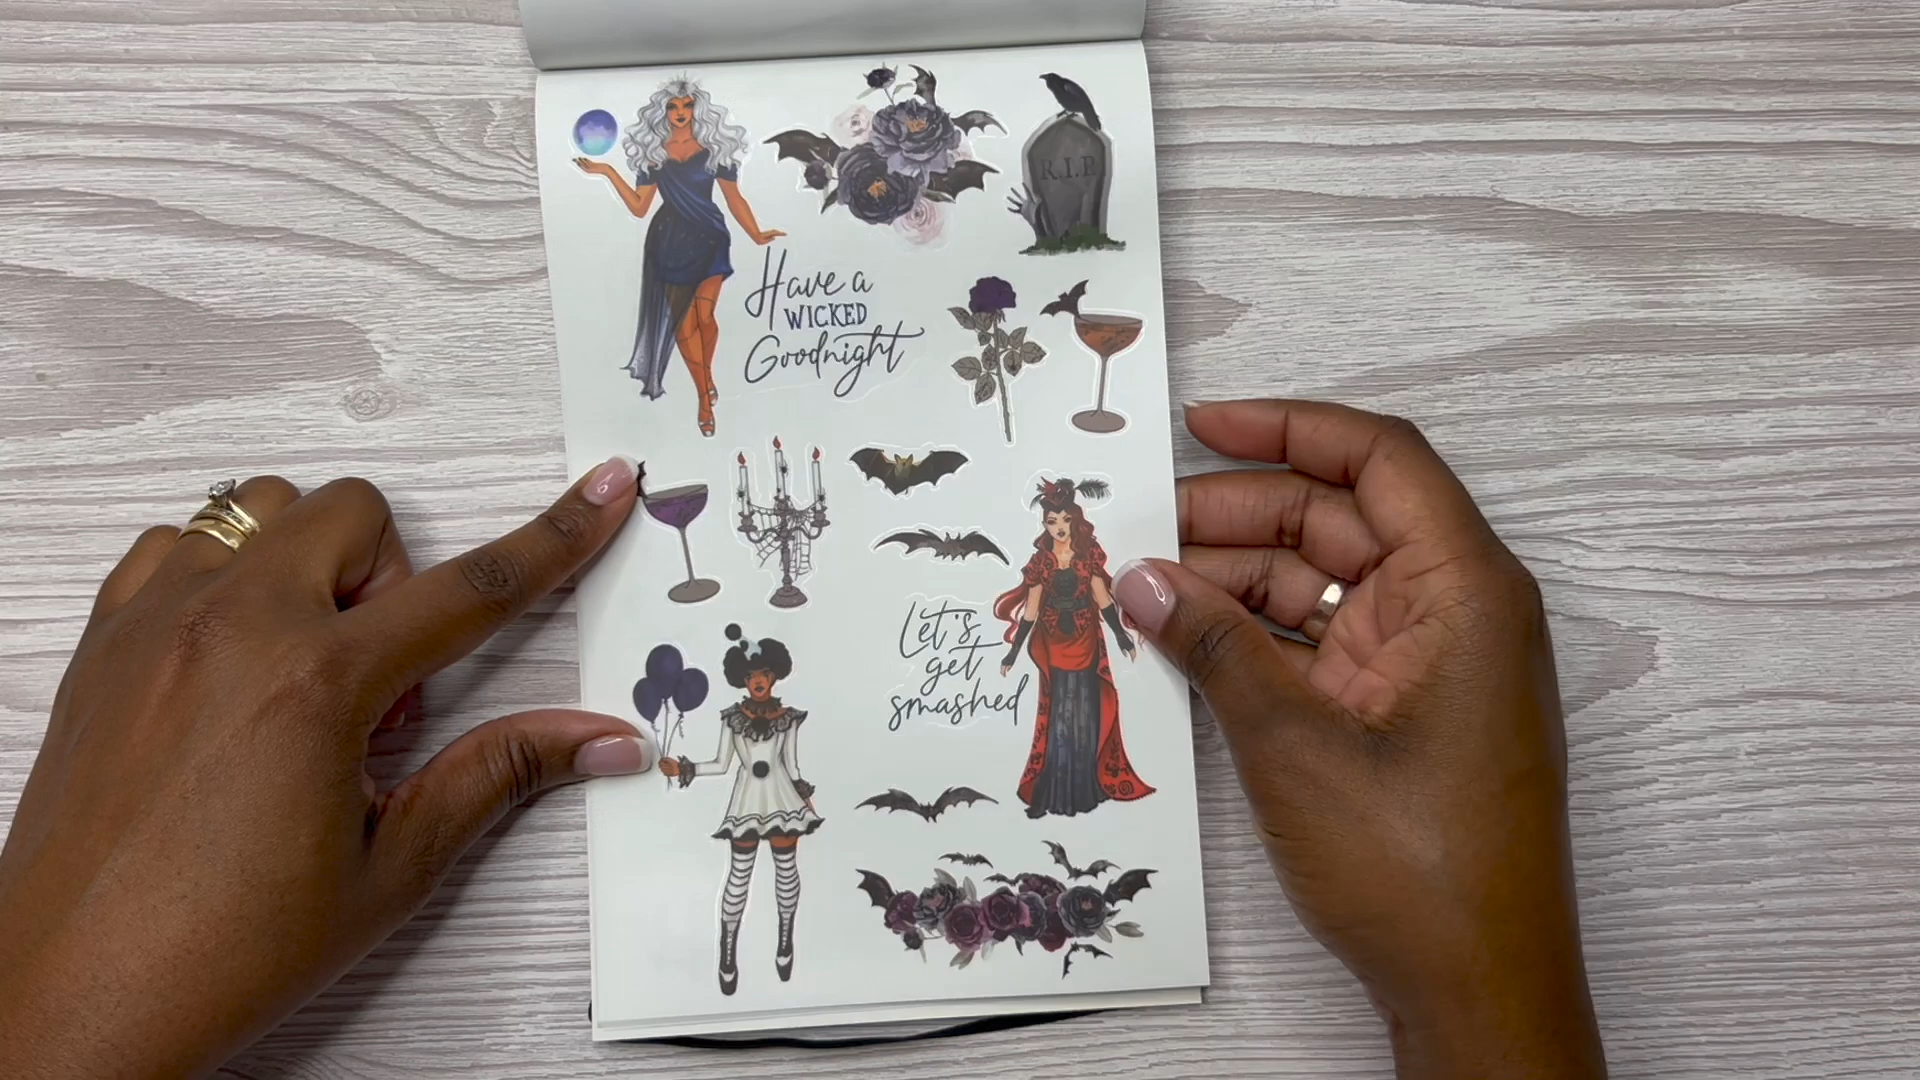 R.I.P
Have a
WICKED
Goodnight
Let's
get
smashed